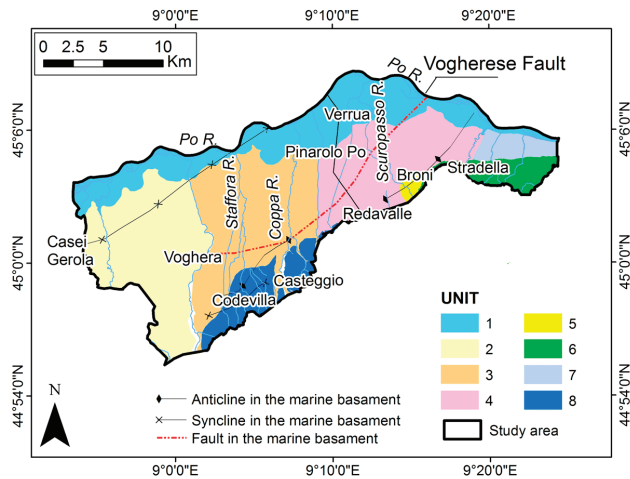 9°0'0"E 9°10'0"E 9°20'0"E
0 2.5 5 10
Km
Po R.
Vogherese Fault
45°6'0"N
45°6'0"N
Verrua
Scuropasso R.
Po R.
Pinarolo Po
Staffora R.
Coppa R.
Broni
Stradella
Redavalle
Casei
Gerola
Voghera
45°0'0"N
45°0'0"N
Casteggio
Codevilla
UNIT
1 5
2 6
3 7
4 8
Study area
N
Anticline in the marine basament
Syncline in the marine basament
Fault in the marine basament
44°54'0"N
44°54'0"N
9°0'0"E 9°10'0"E 9°20'0"E